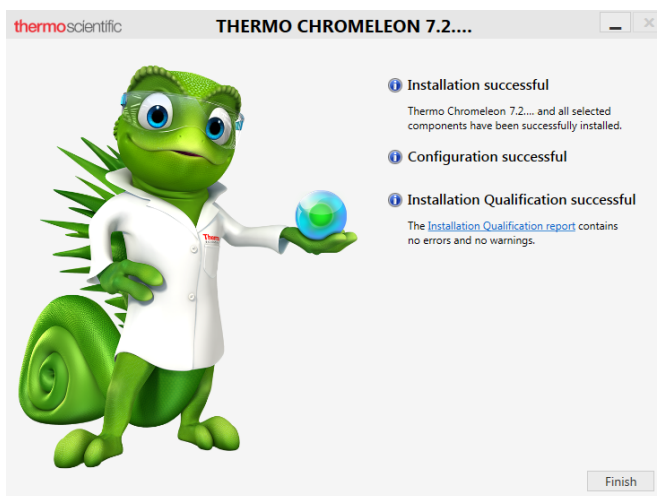 thermoscientific
THERMO CHROMELEON 7.2....
Installation successful
Thermo Chromeleon 7.2.... and all selected
components have been successfully installed.
Configuration successful
Installation Qualification successful
The Installation Qualification report contains
no errors and no warnings.
Thermo
Finish